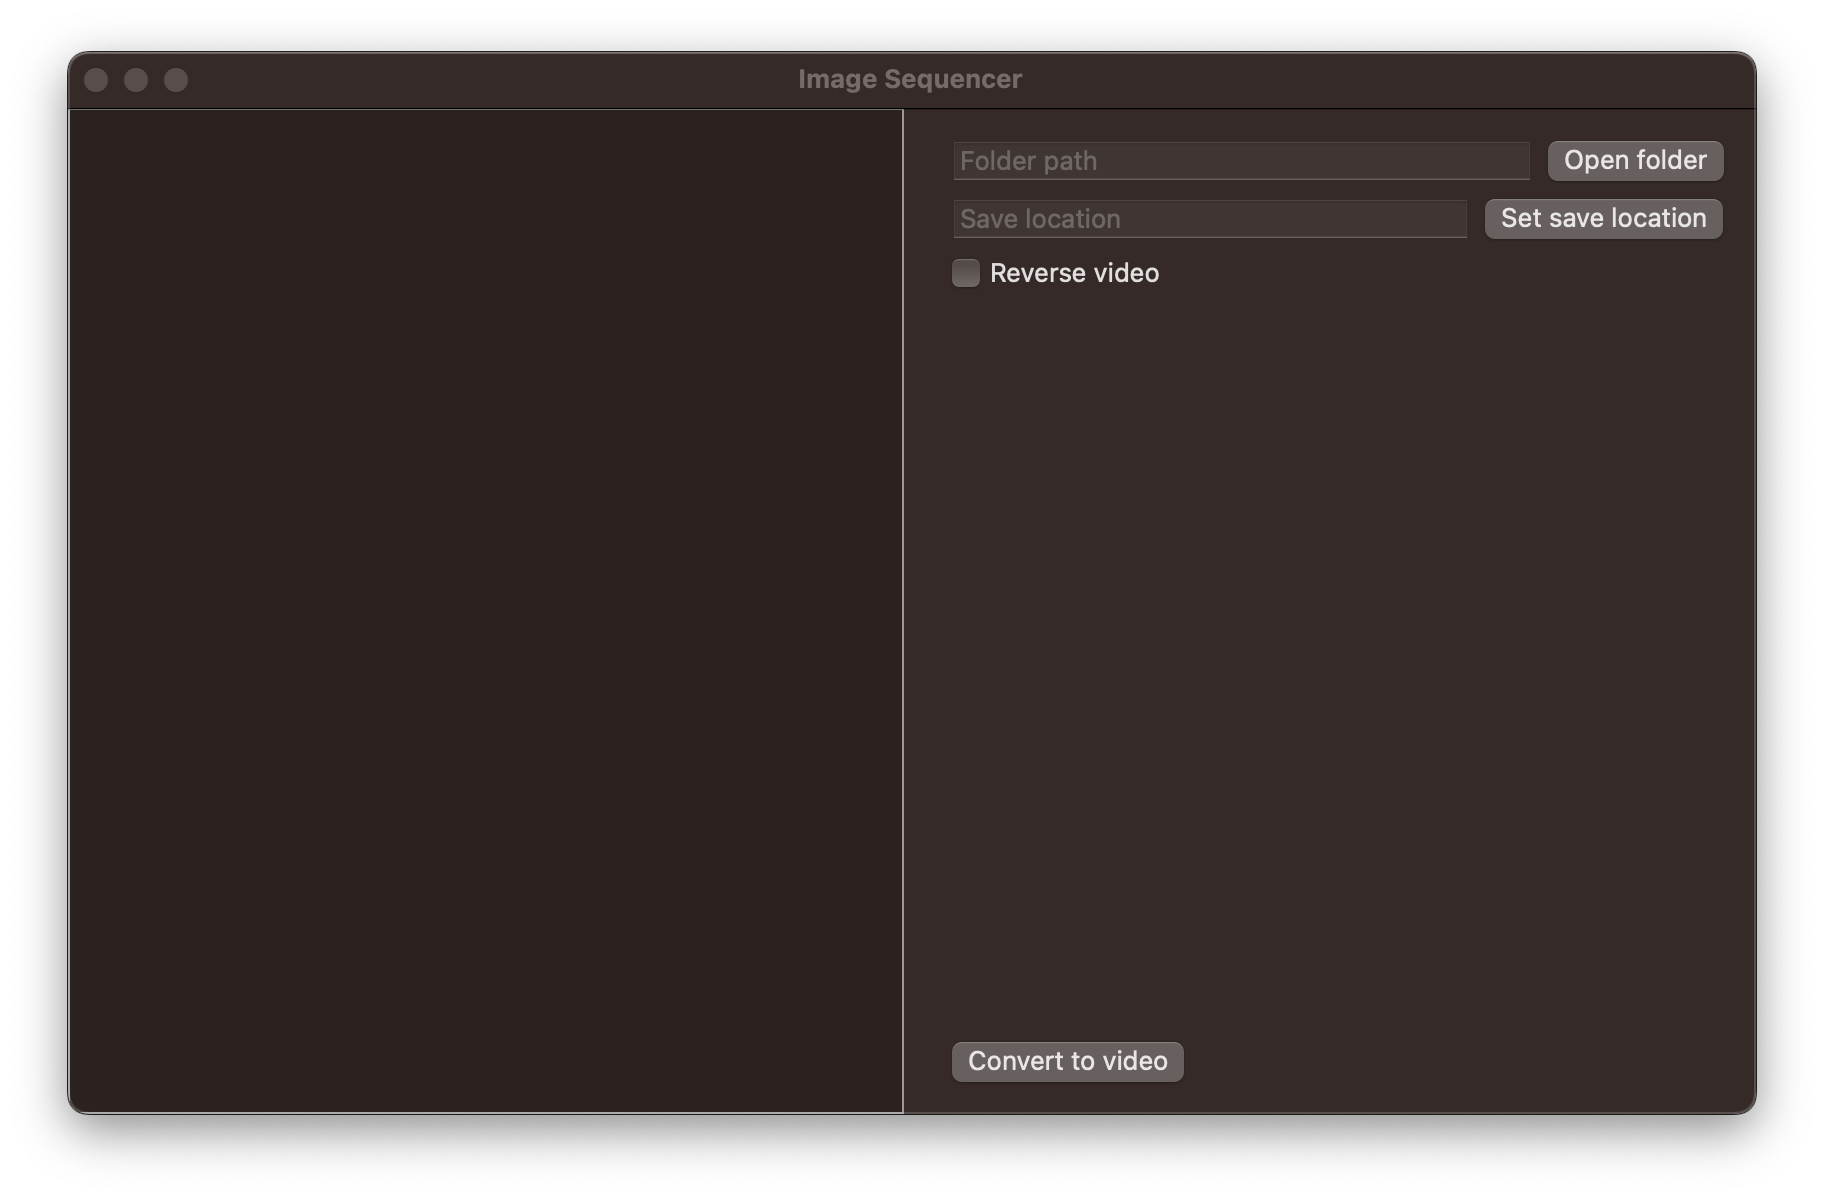 Image Sequencer
Folder path
Open folder
Save location
Set save location
Reverse video
Convert to video